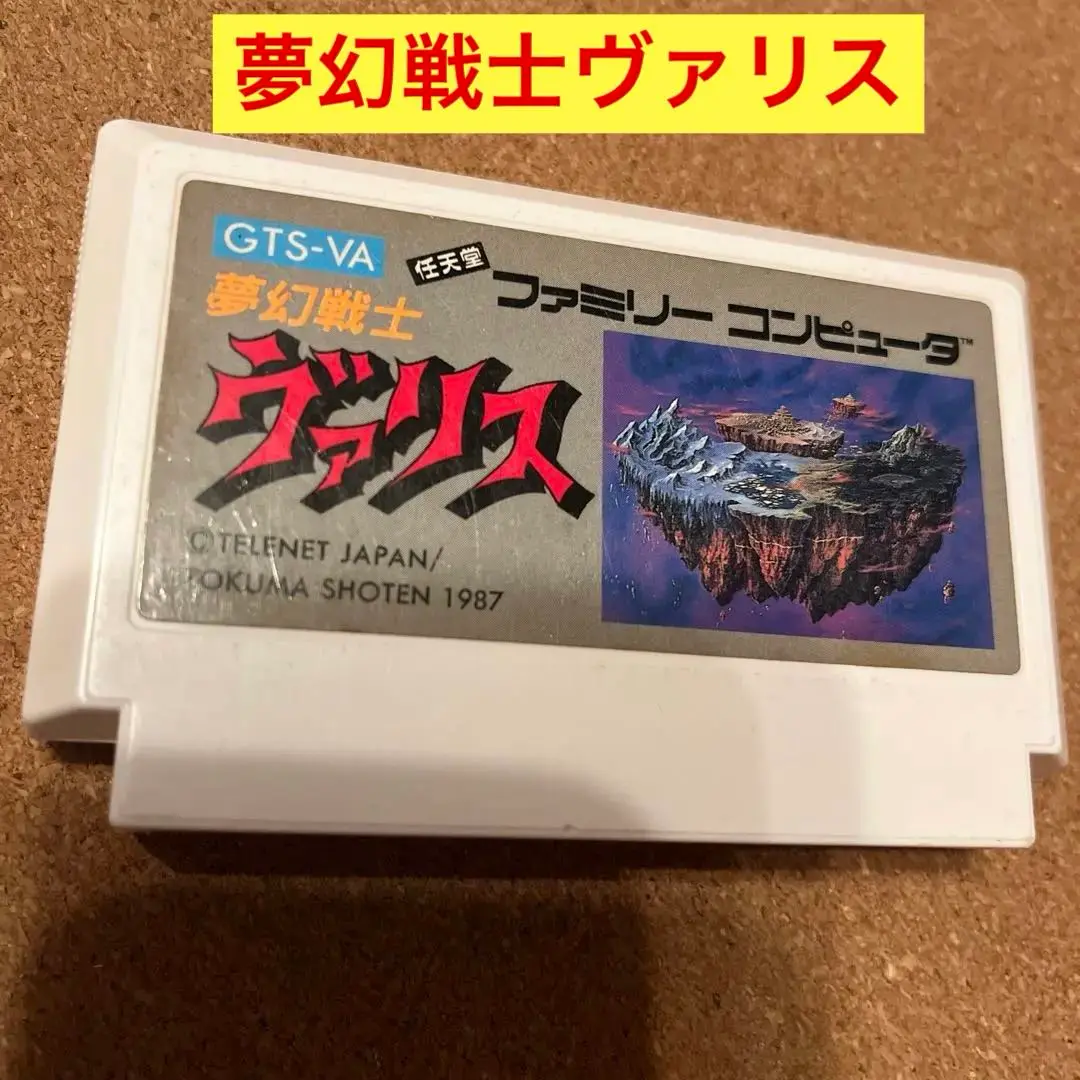 夢幻戦士ヴァリス
GTS-VA
任天堂
ファミリー コンピュータ™
夢幻戦士
ヴァリス
©TELENET JAPAN/
TOKUMA SHOTEN 1987